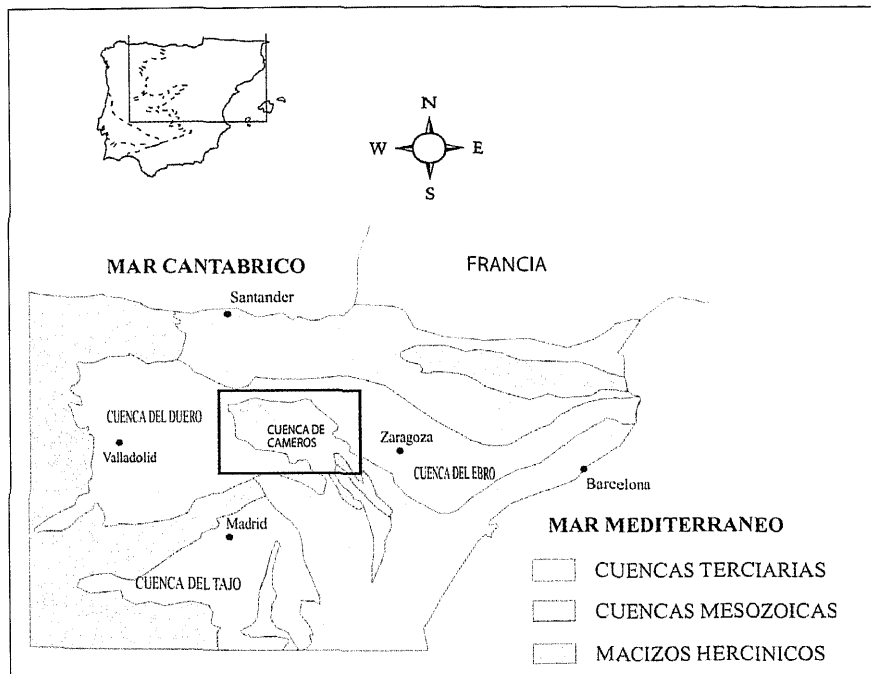 N
W E
S
MAR CANTABRICO
FRANCIA
Santander
CUENCA DEL DUERO
Valladolid
CUENCA DE
CAMEROS
Zaragoza
CUENCA DEL EBRO
Barcelona
Madrid
CUENCA DEL TAJO
MAR MEDITERRANEO
CUENCAS TERCIARIAS
CUENCAS MESOZOICAS
MACIZOS HERCINICOS